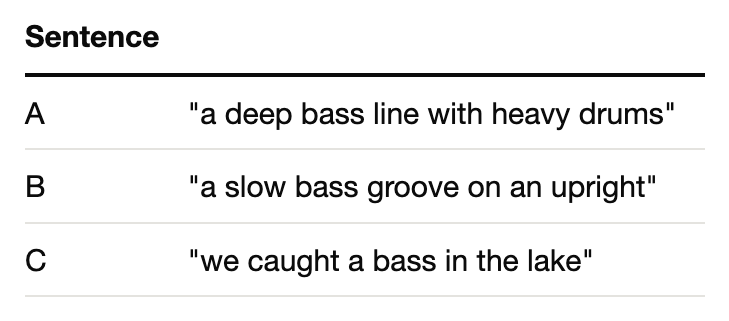 Sentence
A "a deep bass line with heavy drums"
B "a slow bass groove on an upright"
C "we caught a bass in the lake"